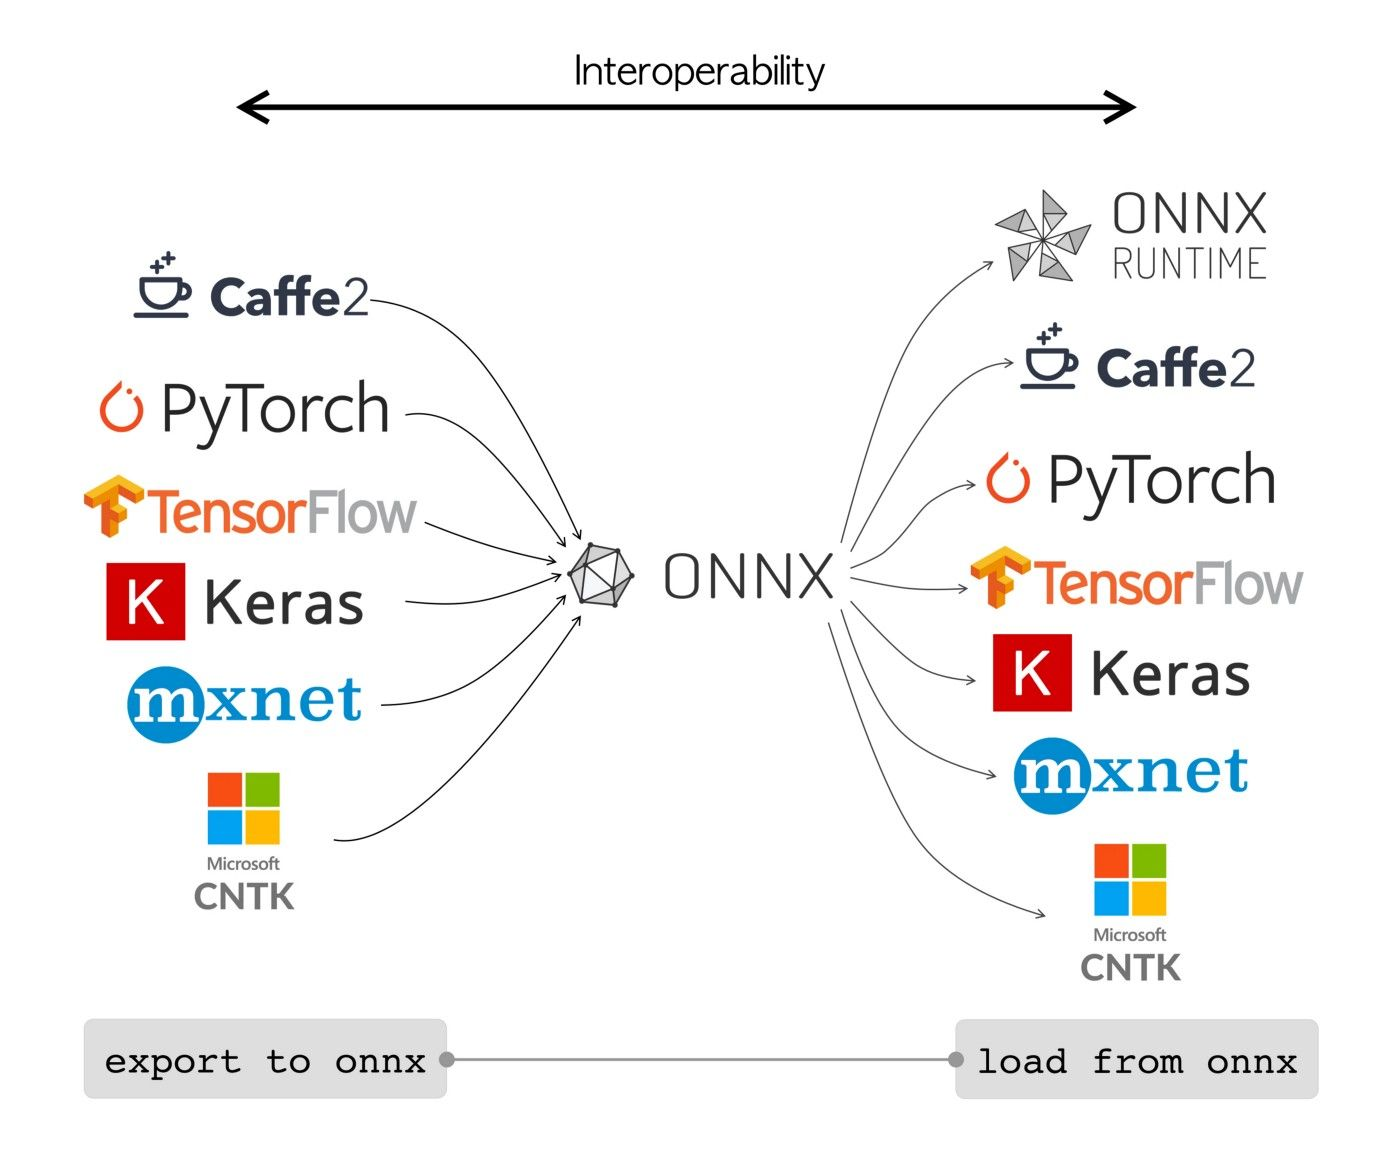 Interoperability
Caffe2
PyTorch
TensorFlow
K Keras
mxnet
Microsoft
CNTK
ONNX
ONNX
RUNTIME
Caffe2
PyTorch
TensorFlow
K Keras
mxnet
Microsoft
CNTK
export to onnx
load from onnx